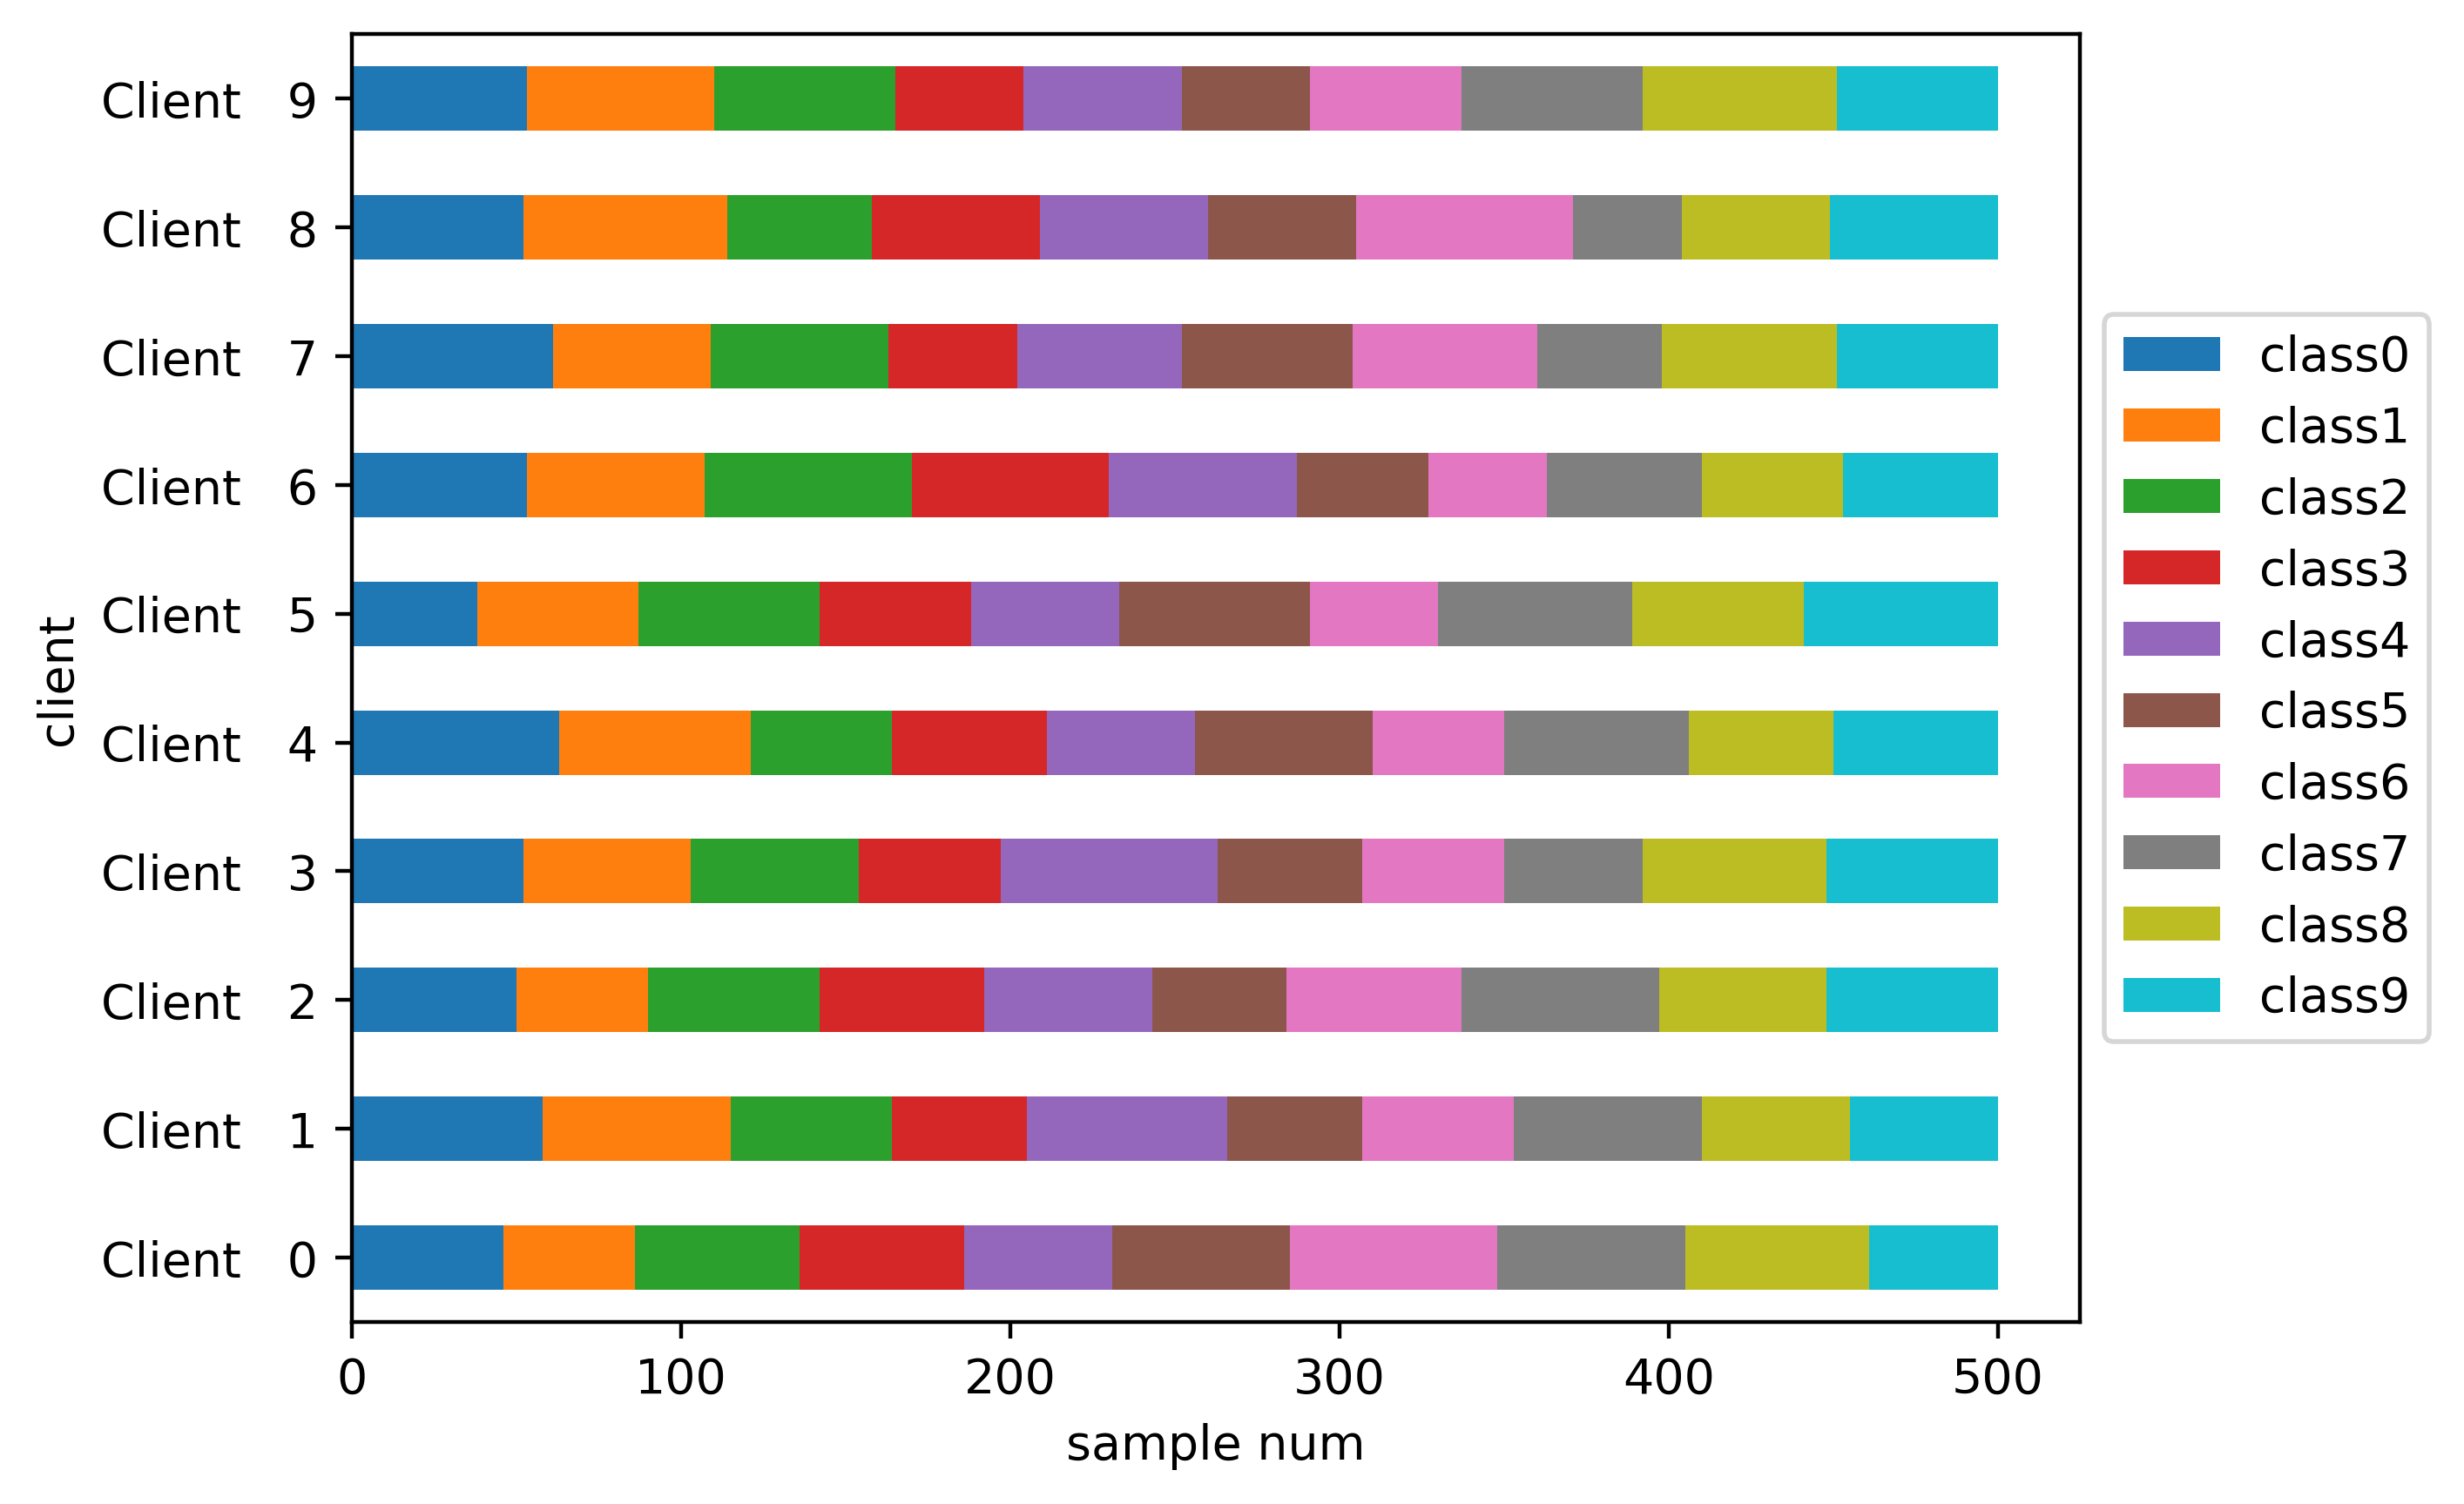 Client 9
Client 8
Client 7
Client 6
Client 5
Client 4
Client 3
Client 2
Client 1
Client 0
client
0 100 200 300 400 500
sample num
class0
class1
class2
class3
class4
class5
class6
class7
class8
class9